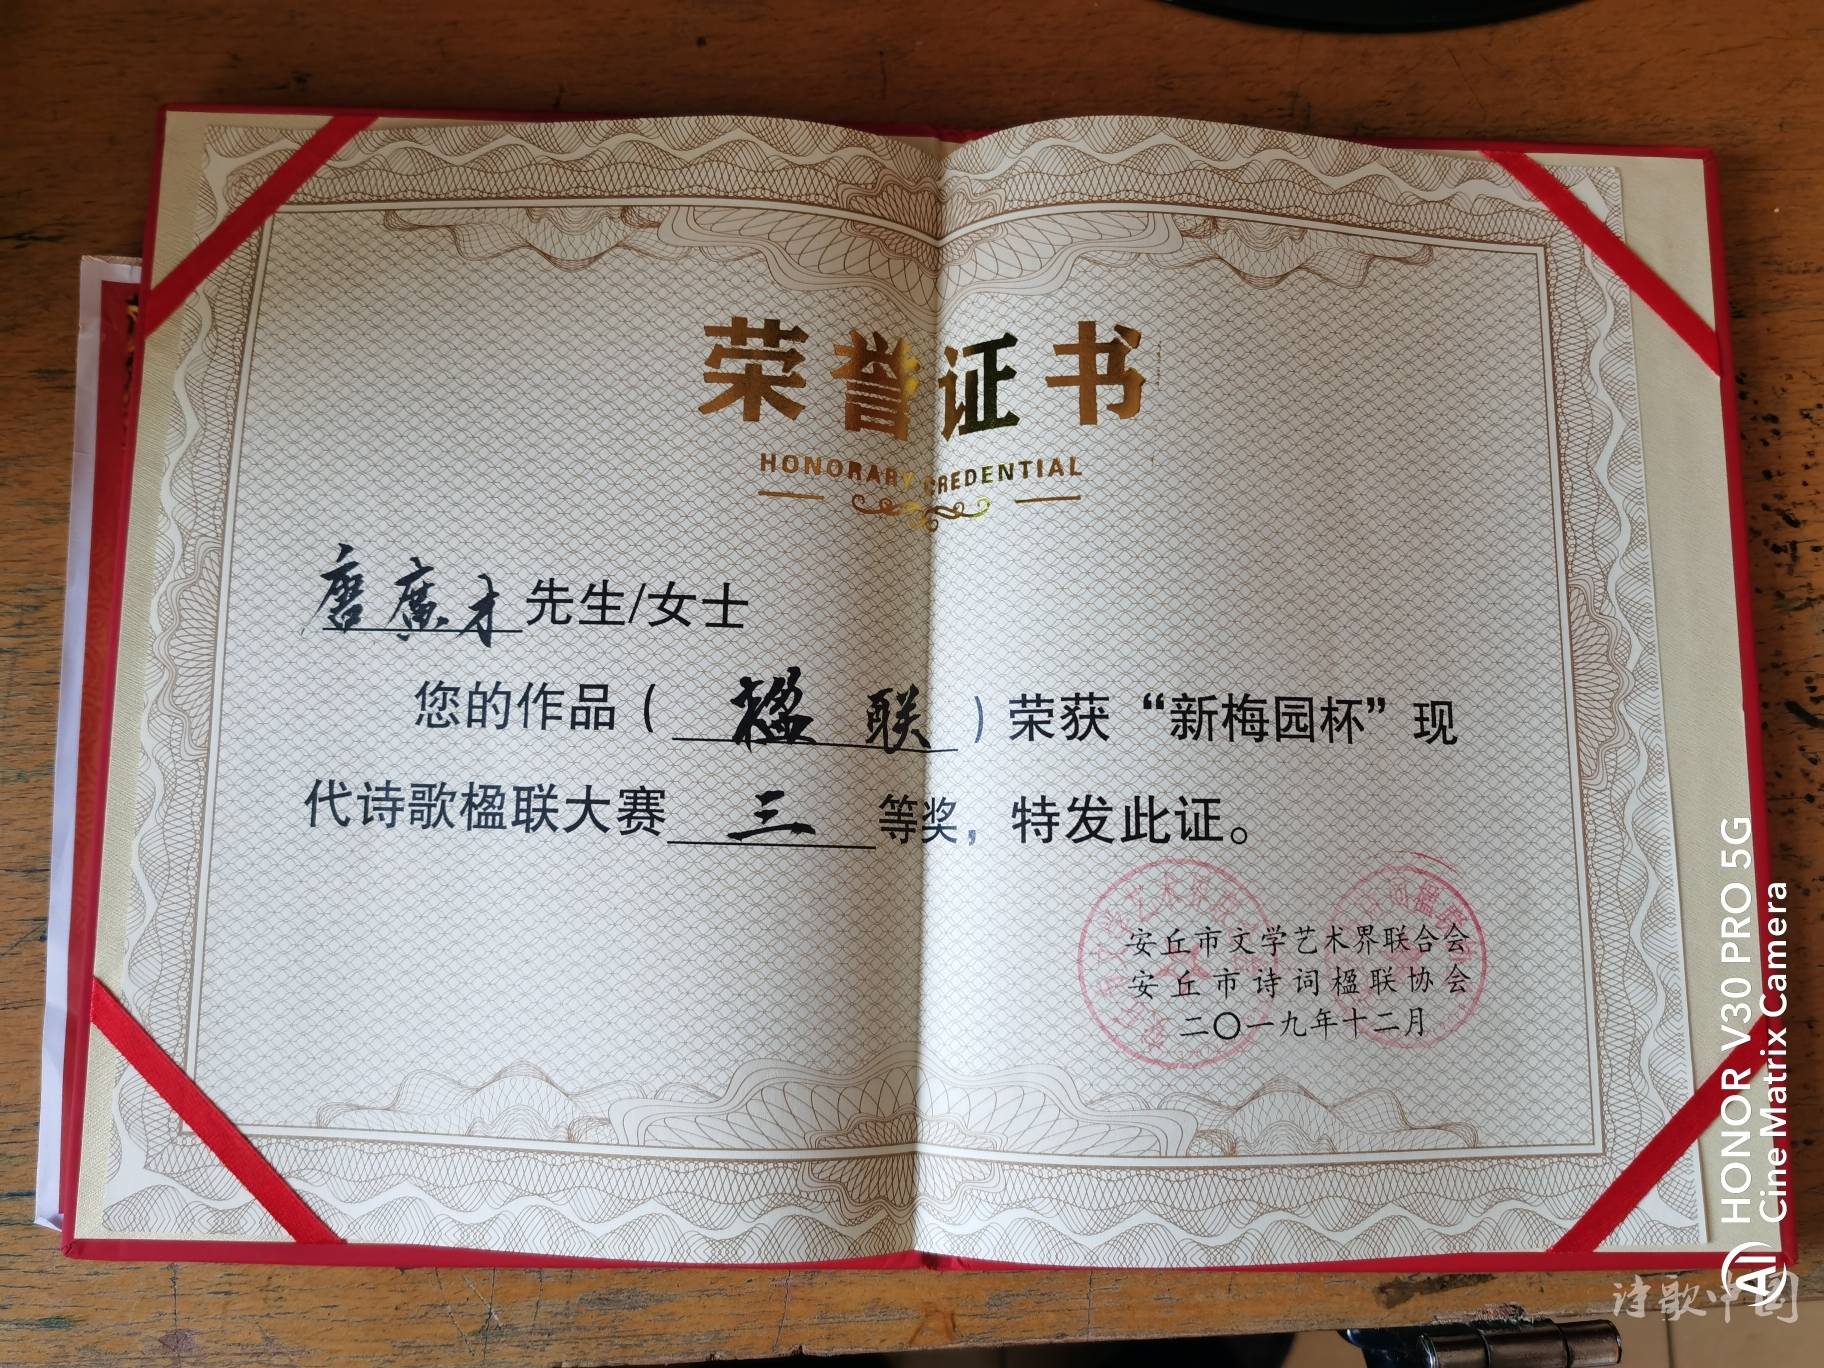 荣誉证书
HONORARY CREDENTIAL
唐廣才先生/女士
您的作品(楹联)荣获“新梅园杯”现
代诗歌楹联大赛三等奖，特发此证。
安丘市文学艺术界联合会
安丘市诗词楹联协会
二〇一九年十二月
HONOR V30 PRO 5G
Cine Matrix Camera
AI
诗歌中国